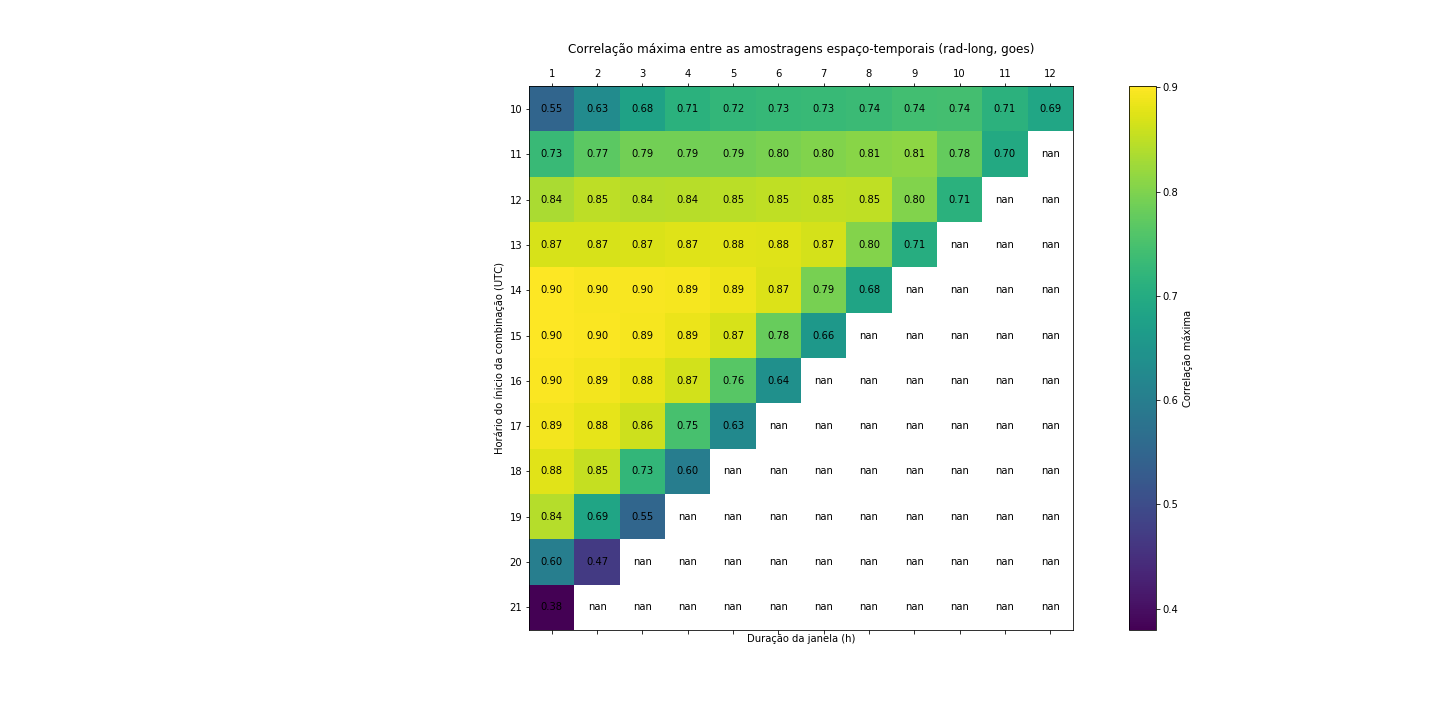 Correlação máxima entre as amostragens espaço-temporais (rad-long, goes)
1 2 3 4 5 6 7 8 9 10 11 12
10 0.55 0.63 0.68 0.71 0.72 0.73 0.73 0.74 0.74 0.74 0.71 0.69
11 0.73 0.77 0.79 0.79 0.79 0.80 0.80 0.81 0.81 0.78 0.70 nan
12 0.84 0.85 0.84 0.84 0.85 0.85 0.85 0.85 0.80 0.71 nan nan
13 0.87 0.87 0.87 0.87 0.88 0.88 0.87 0.80 0.71 nan nan nan
14 0.90 0.90 0.90 0.89 0.89 0.87 0.79 0.68 nan nan nan nan
15 0.90 0.90 0.89 0.89 0.87 0.78 0.66 nan nan nan nan nan
16 0.90 0.89 0.88 0.87 0.76 0.64 nan nan nan nan nan nan
17 0.89 0.88 0.86 0.75 0.63 nan nan nan nan nan nan nan
18 0.88 0.85 0.73 0.60 nan nan nan nan nan nan nan nan
19 0.84 0.69 0.55 nan nan nan nan nan nan nan nan nan
20 0.60 0.47 nan nan nan nan nan nan nan nan nan nan
21 0.38 nan nan nan nan nan nan nan nan nan nan nan
Horário do ínicio da combinação (UTC)
Duração da janela (h)
0.9
0.8
0.7
0.6
0.5
0.4
Correlação máxima